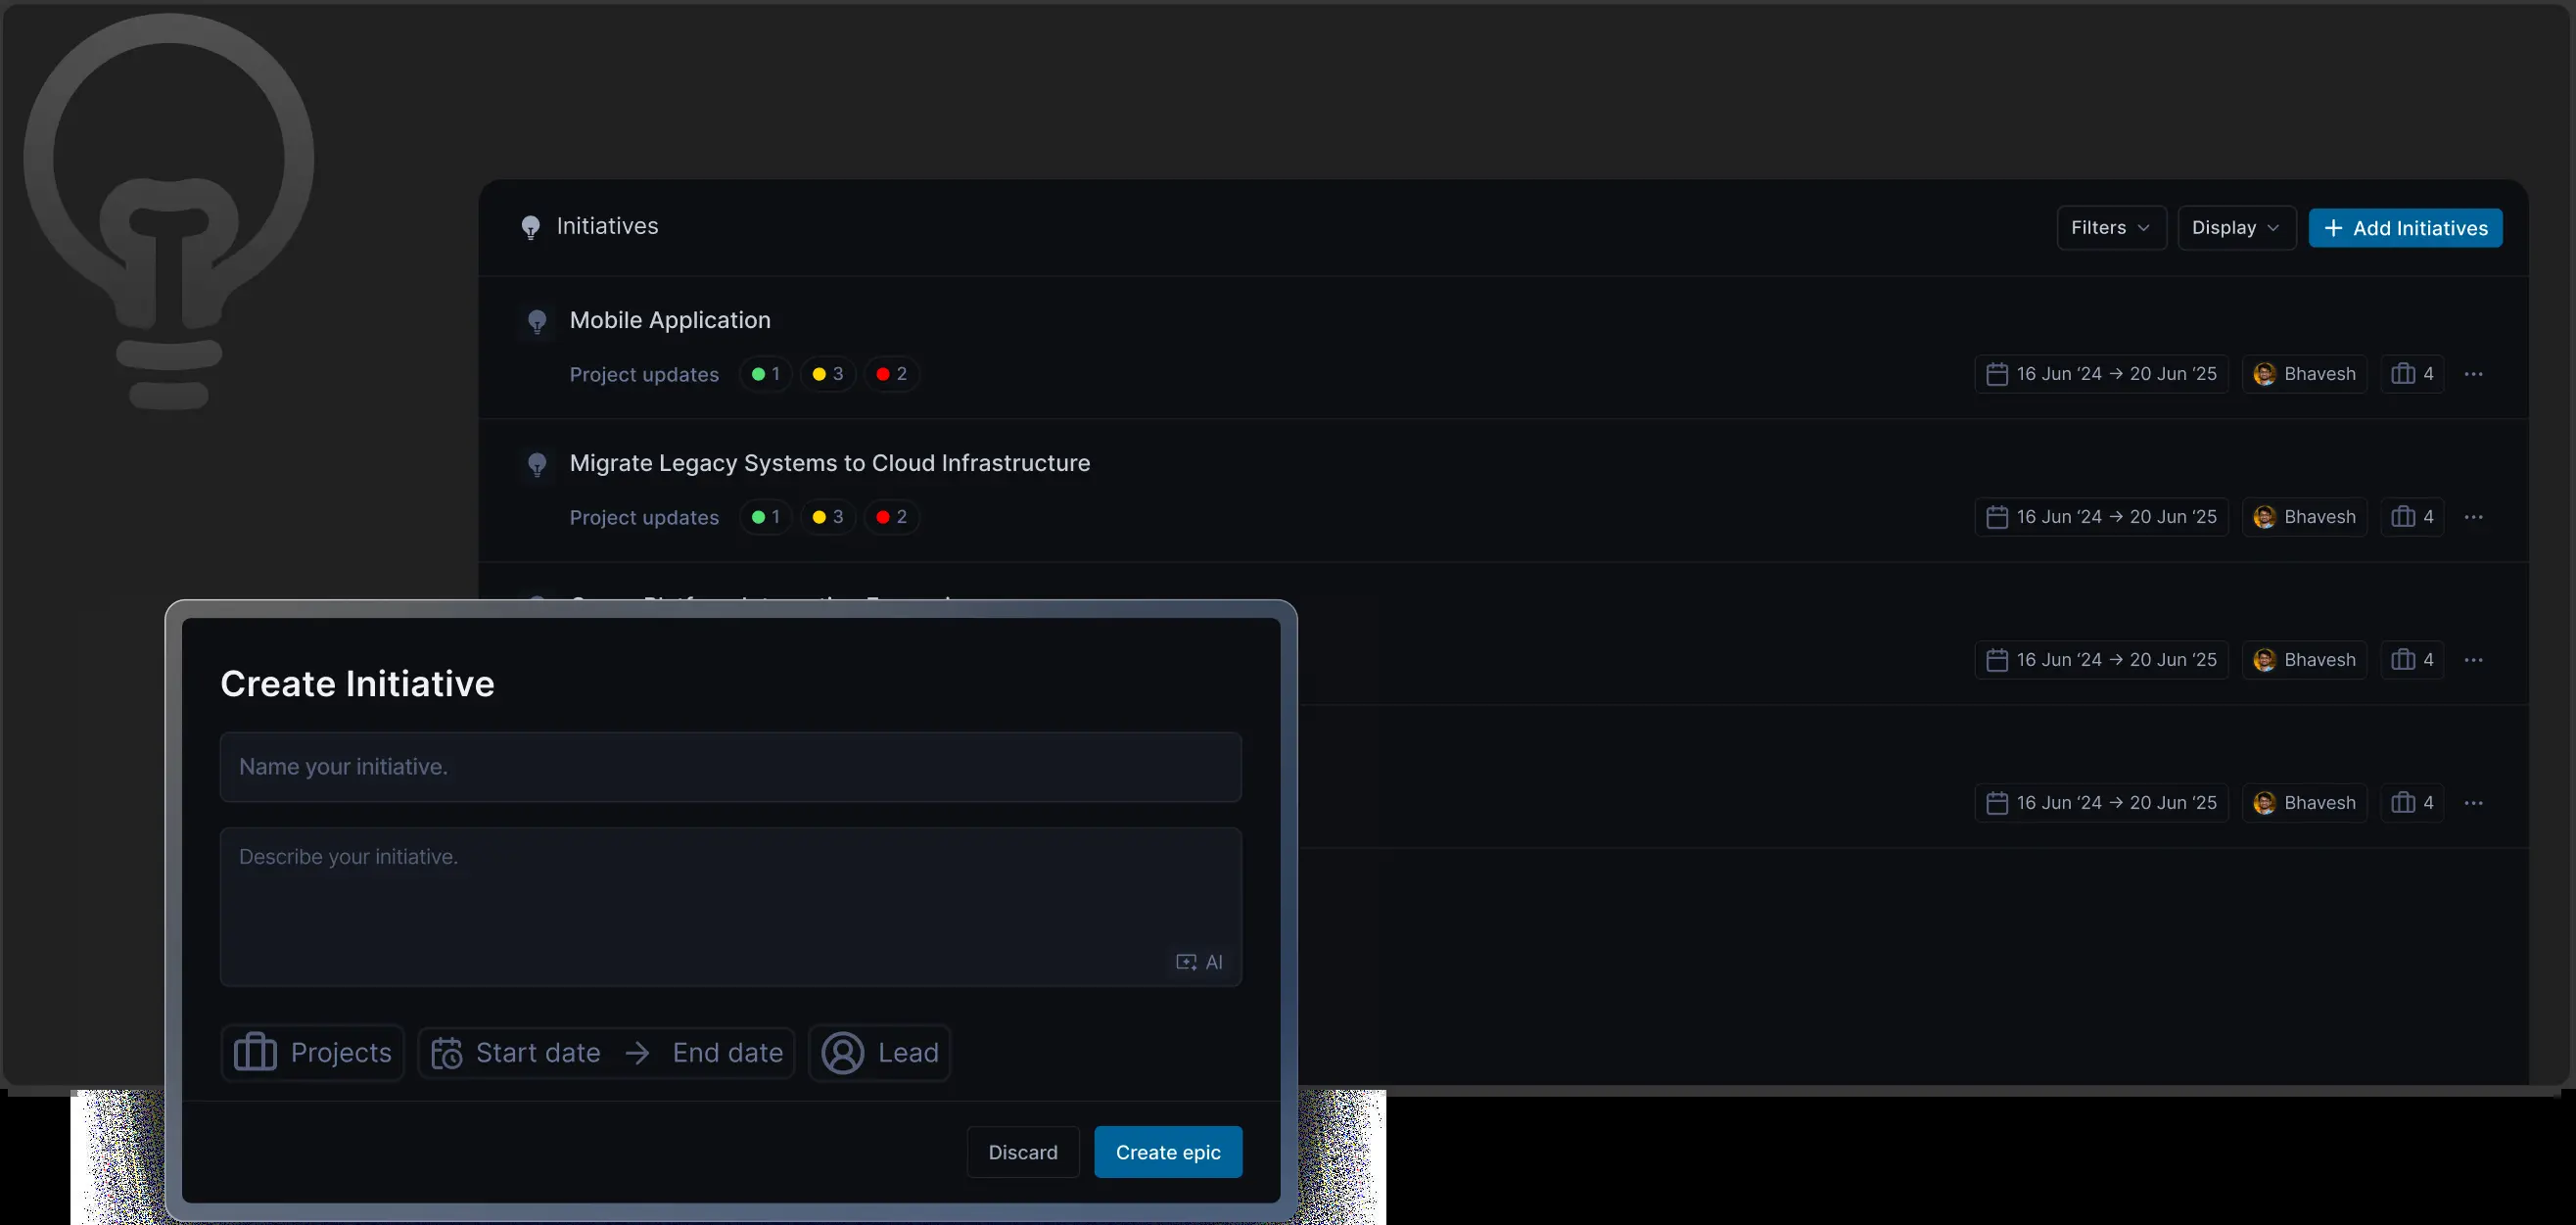 Initiatives
Filters
Display
Add Initiatives
Mobile Application
Project updates 1 3 2
16 Jun ‘24 → 20 Jun ‘25 Bhavesh 4 ···
Migrate Legacy Systems to Cloud Infrastructure
Project updates 1 3 2
16 Jun ‘24 → 20 Jun ‘25 Bhavesh 4 ···
16 Jun ‘24 → 20 Jun ‘25 Bhavesh 4 ···
16 Jun ‘24 → 20 Jun ‘25 Bhavesh 4 ···
Create Initiative
Name your initiative.
Describe your initiative.
AI
Projects
Start date → End date
Lead
Discard
Create epic